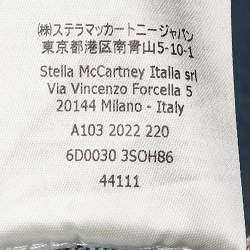 ㈱ステラマッカートニージャパン
東京都港区南青山5-10-1
Stella McCartney Italia srl
Via Vincenzo Forcella 5
20144 Milano - Italy
A103 2022 220
6D0030 3SOH86
44111